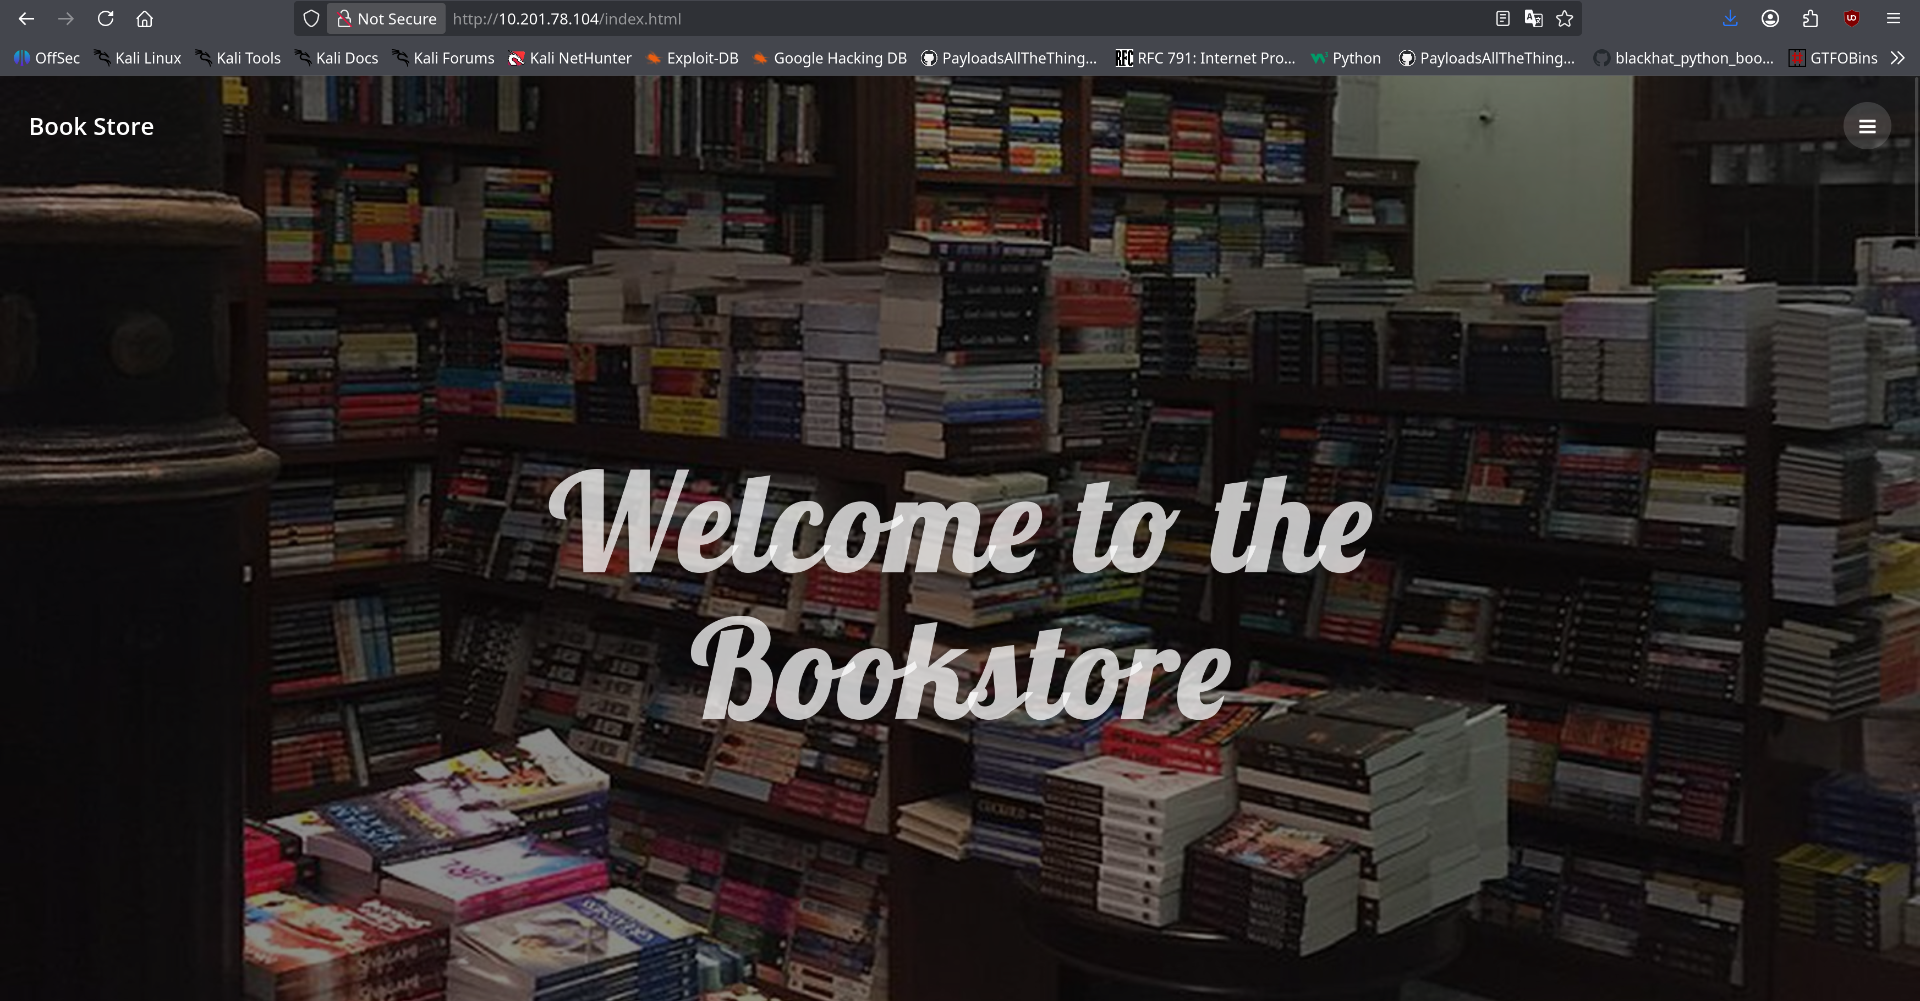 Not Secure
http://10.201.78.104/index.html
OffSec
Kali Linux
Kali Tools
Kali Docs
Kali Forums
Kali NetHunter
Exploit-DB
Google Hacking DB
PayloadsAllTheThing...
RFC 791: Internet Pro...
Python
PayloadsAllTheThing...
blackhat_python_boo...
GTFOBins
Book Store
Welcome to the
Bookstore